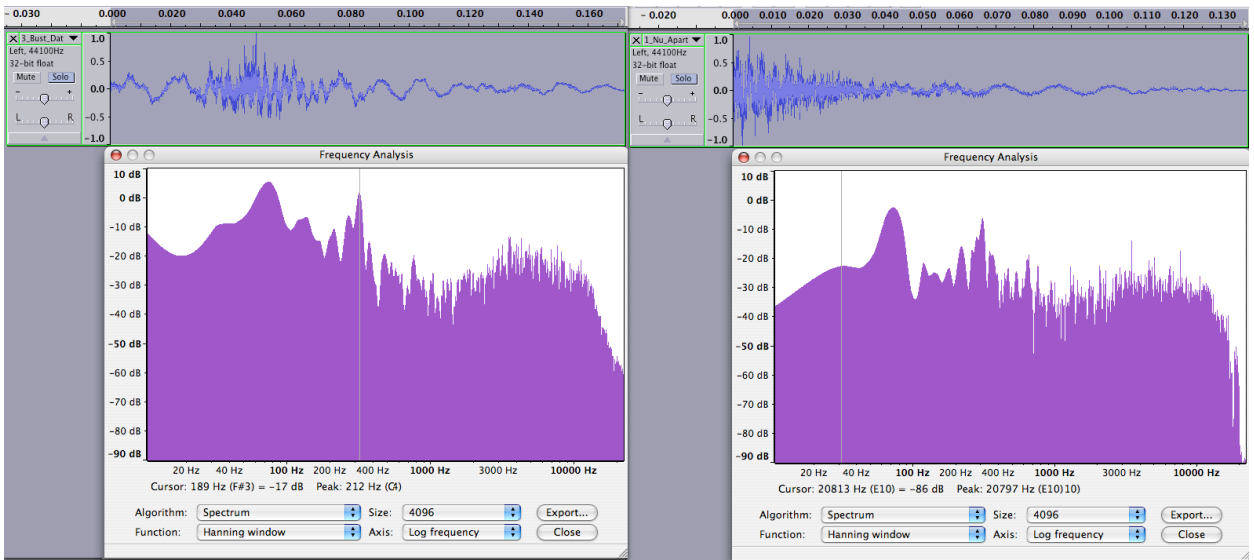 - 0.030 0.000 0.020 0.040 0.060 0.080 0.100 0.120 0.140 0.160
3_Bust_Dat
Left, 44100Hz
32-bit float
Mute Solo
- +
L R
1.0
0.5
0.0
-0.5
-1.0
Frequency Analysis
10 dB
0 dB
-10 dB
-20 dB
-30 dB
-40 dB
-50 dB
-60 dB
-70 dB
-80 dB
-90 dB
20 Hz 40 Hz 100 Hz 200 Hz 400 Hz 1000 Hz 3000 Hz 10000 Hz
Cursor: 189 Hz (F#3) = -17 dB Peak: 212 Hz (G4)
Algorithm: Spectrum Size: 4096 Export...
Function: Hanning window Axis: Log frequency Close
- 0.020 0.000 0.010 0.020 0.030 0.040 0.050 0.060 0.070 0.080 0.090 0.100 0.110 0.120 0.130
1_Nu_Apart
Left, 44100Hz
32-bit float
Mute Solo
- +
L R
1.0
0.5
0.0
-0.5
-1.0
Frequency Analysis
10 dB
0 dB
-10 dB
-20 dB
-30 dB
-40 dB
-50 dB
-60 dB
-70 dB
-80 dB
-90 dB
20 Hz 40 Hz 100 Hz 200 Hz 400 Hz 1000 Hz 3000 Hz 10000 Hz
Cursor: 20813 Hz (E10) = -86 dB Peak: 20797 Hz (E10)10)
Algorithm: Spectrum Size: 4096 Export...
Function: Hanning window Axis: Log frequency Close